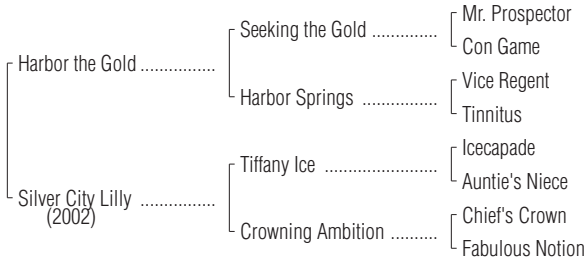 Mr. Prospector
Seeking the Gold ..............
Con Game
Harbor the Gold ................
Vice Regent
Harbor Springs ................
Tinnitus
Icecapade
Tiffany Ice ........................
Auntie's Niece
Silver City Lilly ................
(2002)
Chief's Crown
Crowning Ambition ..........
Fabulous Notion